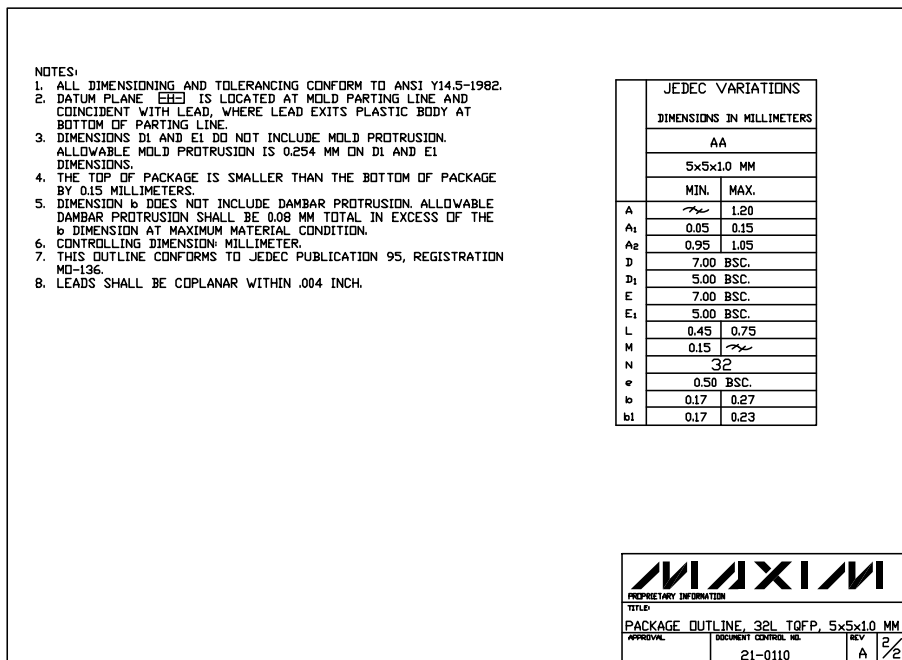 NOTES:
1. ALL DIMENSIONING AND TOLERANCING CONFORM TO ANSI Y14.5-1982.
2. DATUM PLANE -H- IS LOCATED AT MOLD PARTING LINE AND
COINCIDENT WITH LEAD, WHERE LEAD EXITS PLASTIC BODY AT
BOTTOM OF PARTING LINE.
3. DIMENSIONS D1 AND E1 DO NOT INCLUDE MOLD PROTRUSION.
ALLOWABLE MOLD PROTRUSION IS 0.254 MM ON D1 AND E1
DIMENSIONS.
4. THE TOP OF PACKAGE IS SMALLER THAN THE BOTTOM OF PACKAGE
BY 0.15 MILLIMETERS.
5. DIMENSION b DOES NOT INCLUDE DAMBAR PROTRUSION. ALLOWABLE
DAMBAR PROTRUSION SHALL BE 0.08 MM TOTAL IN EXCESS OF THE
b DIMENSION AT MAXIMUM MATERIAL CONDITION.
6. CONTROLLING DIMENSION: MILLIMETER.
7. THIS OUTLINE CONFORMS TO JEDEC PUBLICATION 95, REGISTRATION
MO-136.
8. LEADS SHALL BE COPLANAR WITHIN .004 INCH.
JEDEC VARIATIONS
DIMENSIONS IN MILLIMETERS
AA
5x5x1.0 MM
MIN. MAX.
A 1.20
A1 0.05 0.15
A2 0.95 1.05
D 7.00 BSC.
D1 5.00 BSC.
E 7.00 BSC.
E1 5.00 BSC.
L 0.45 0.75
M 0.15
N 32
e 0.50 BSC.
b 0.17 0.27
b1 0.17 0.23
MAXIM
PROPRIETARY INFORMATION
TITLE:
PACKAGE OUTLINE, 32L TQFP, 5x5x1.0 MM
APPROVAL DOCUMENT CONTROL NO. REV
21-0110 A 2/2